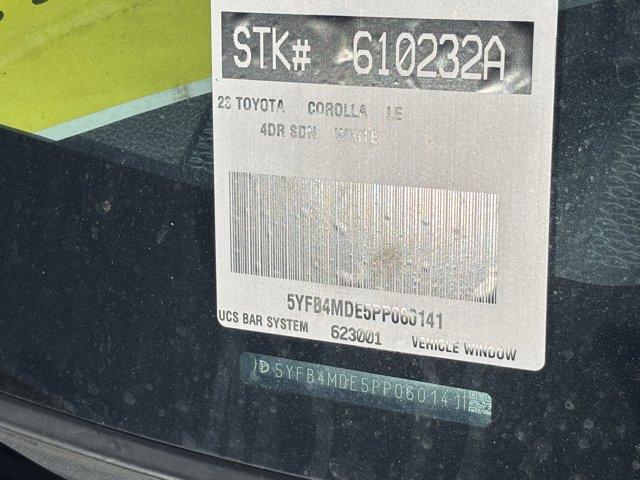 STK# 610232A
23 TOYOTA COROLLA LE
4DR SDN WHITE
5YFB4MDE5PP060141
UCS BAR SYSTEM 623001 VEHICLE WINDOW
5YFB4MDE5PP060141